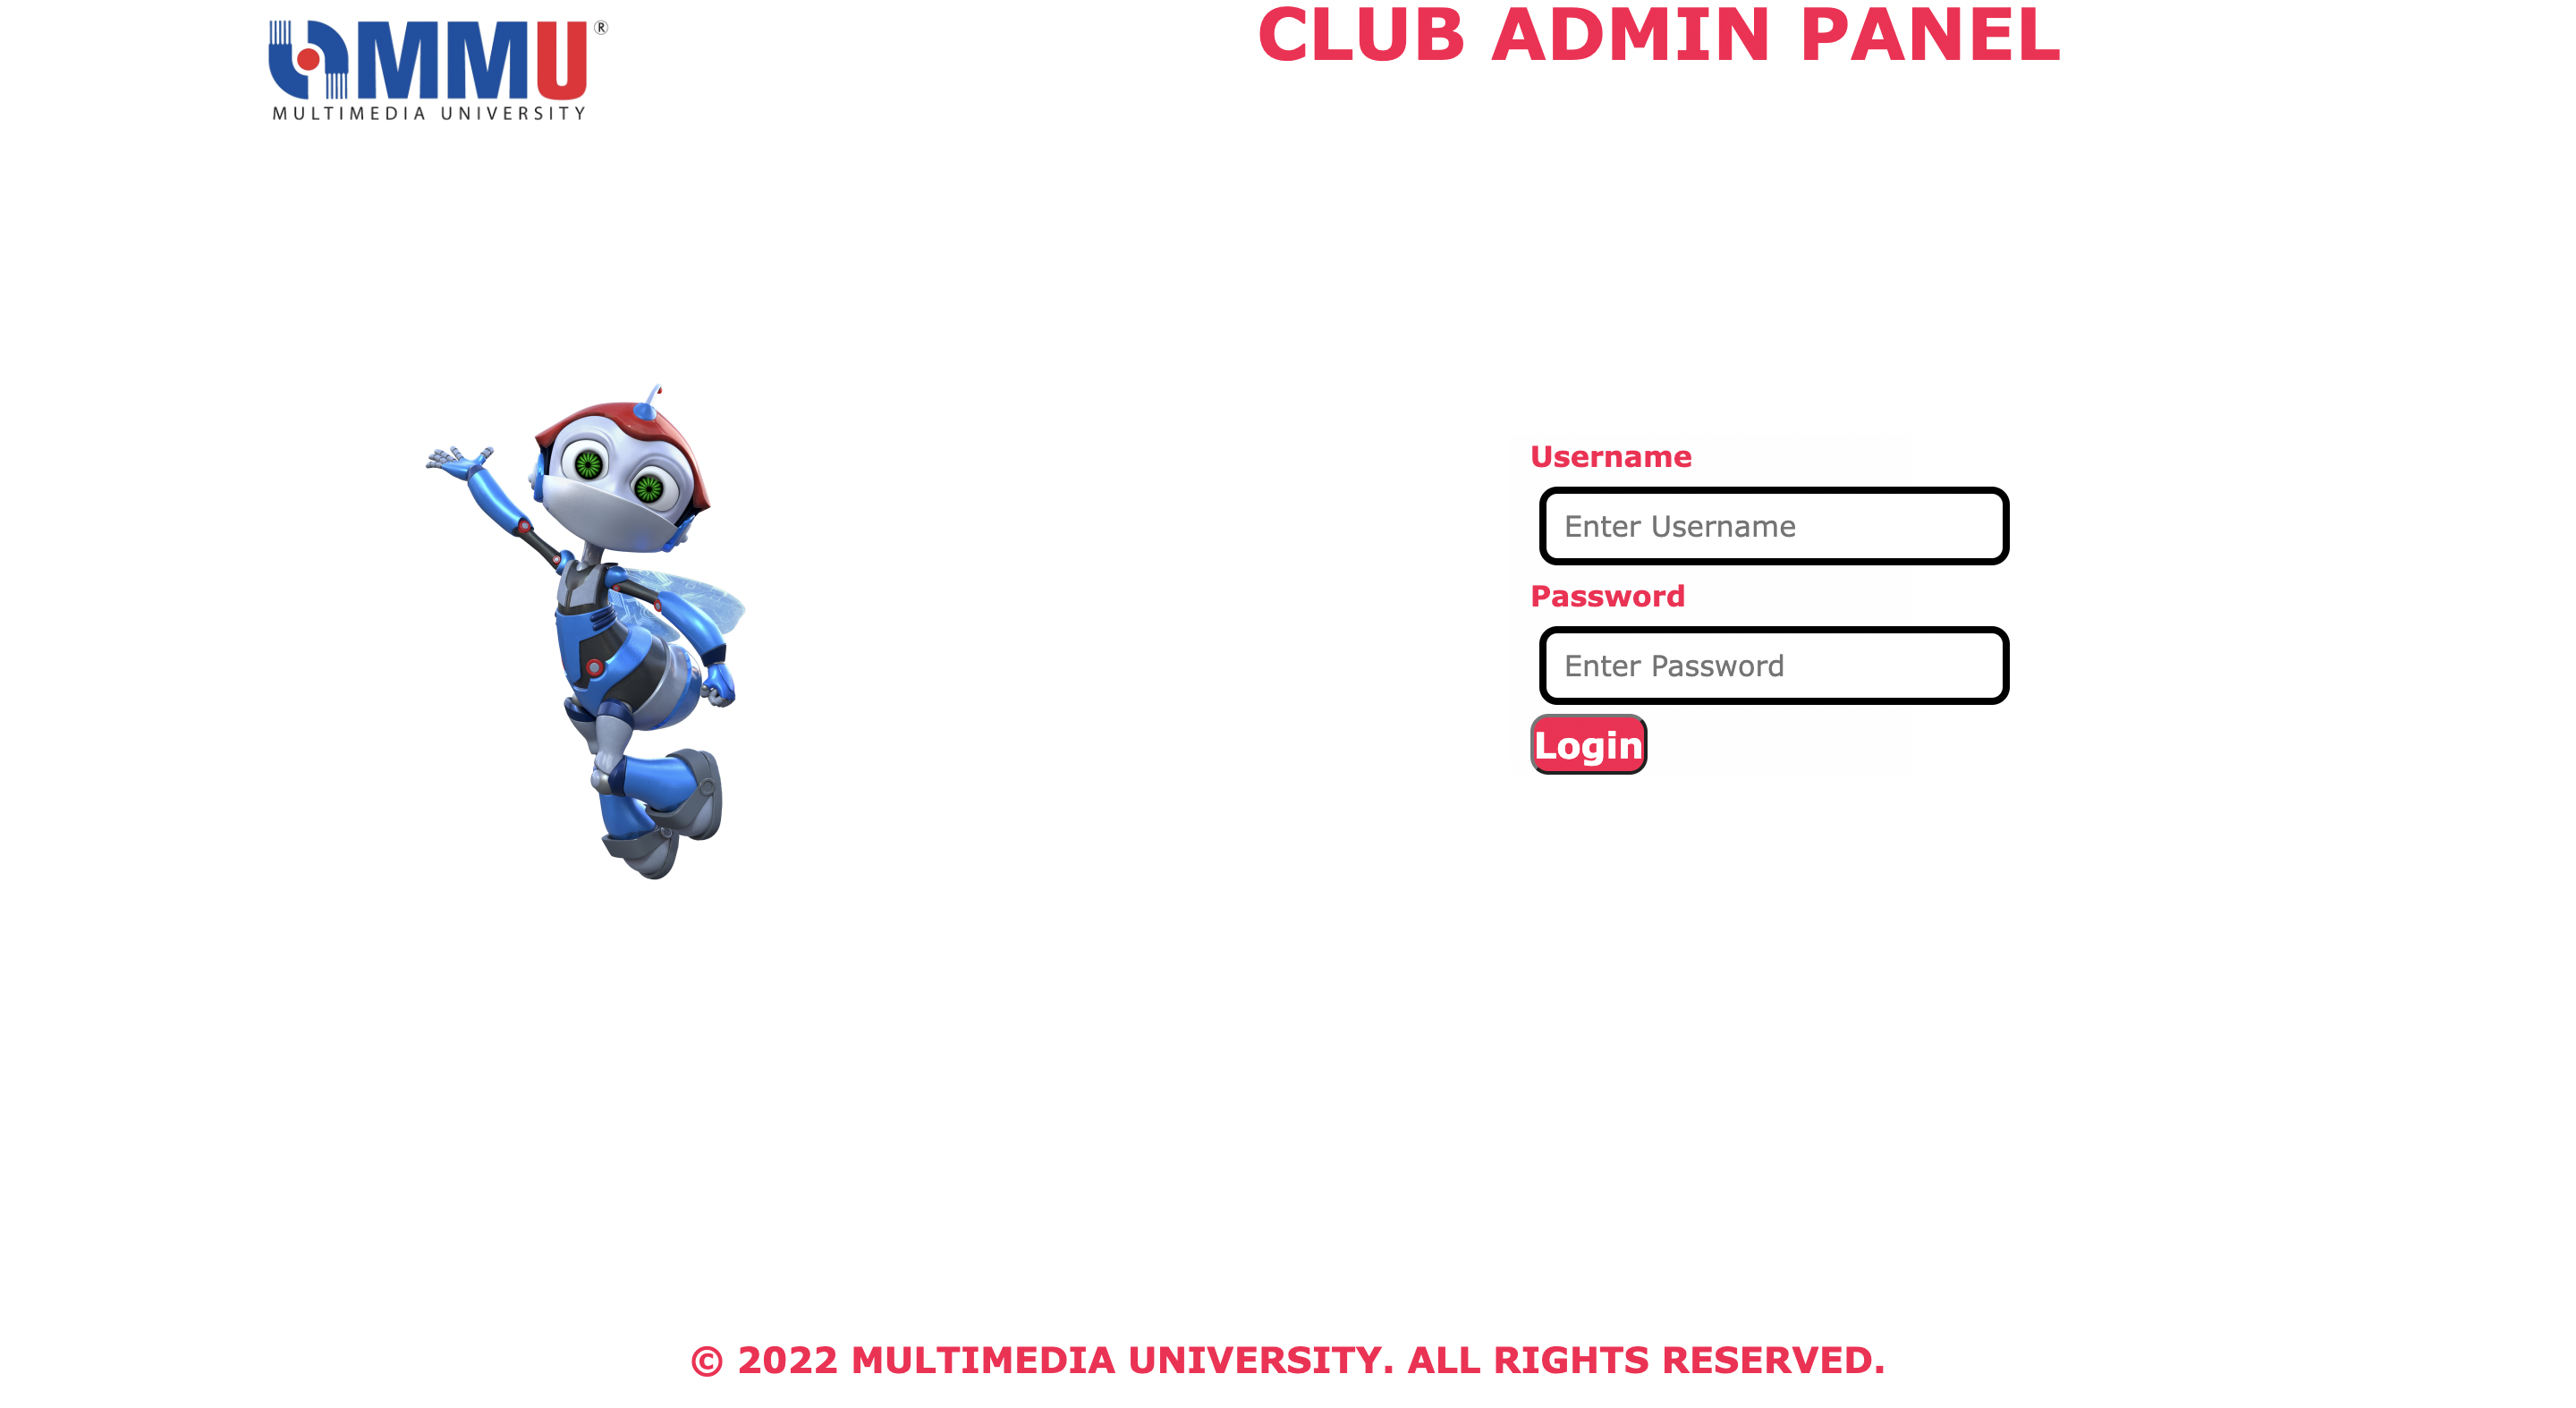 MMU®
MULTIMEDIA UNIVERSITY
CLUB ADMIN PANEL
Username
Enter Username
Password
Enter Password
Login
© 2022 MULTIMEDIA UNIVERSITY. ALL RIGHTS RESERVED.